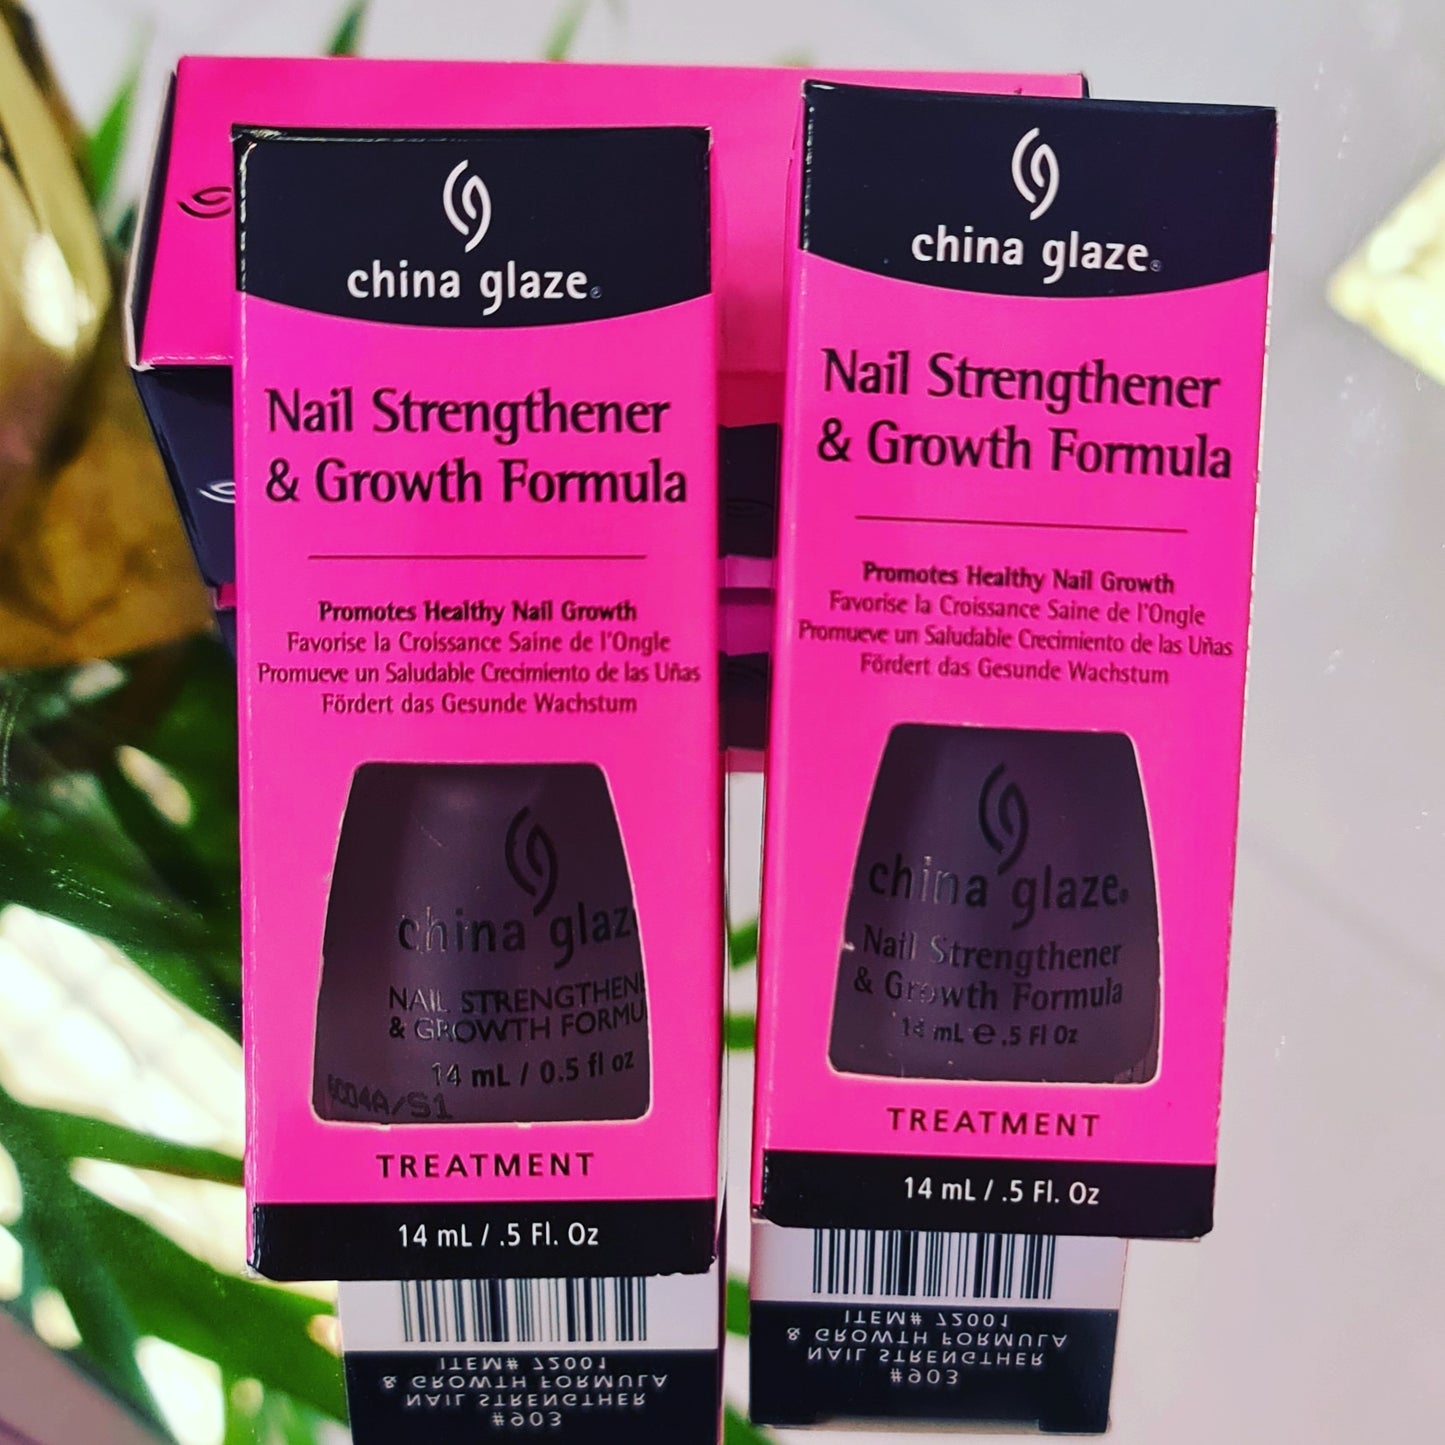 china glaze®
Nail Strengthener
& Growth Formula
Promotes Healthy Nail Growth
Favorise la Croissance Saine de l'Ongle
Promueve un Saludable Crecimiento de las Uñas
Fördert das Gesunde Wachstum
china glaz
NAIL STRENGTHEN
& GROWTH FORMU
14 mL / 0.5 fl oz
TREATMENT
14 mL / .5 Fl. Oz
ITEM# 72001
& GROWTH FORMULA
NAIL STRENGTHER
#903
china glaze®
Nail Strengthener
& Growth Formula
Promotes Healthy Nail Growth
Favorise la Croissance Saine de l'Ongle
Promueve un Saludable Crecimiento de las Uñas
Fördert das Gesunde Wachstum
china glaze®
Nail Strengthener
& Growth Formula
14 mL e .5 Fl Oz
TREATMENT
14 mL / .5 Fl. Oz
ITEM# 72001
& GROWTH FORMULA
NAIL STRENGTHER
#903